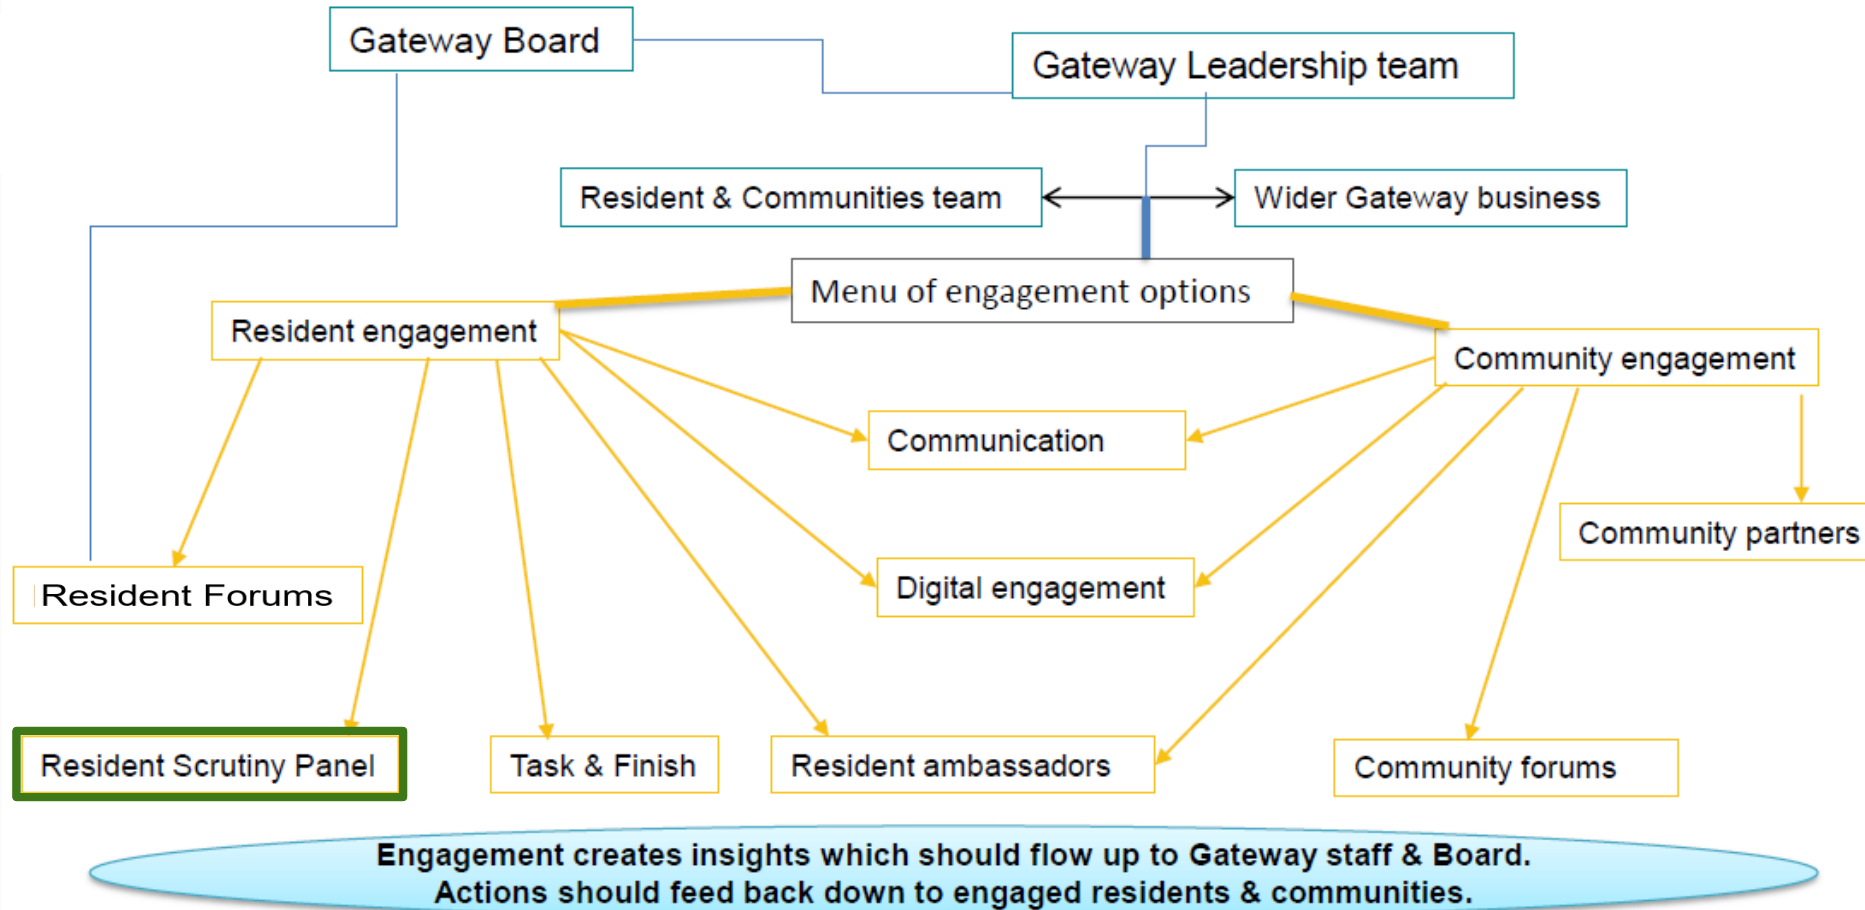 Gateway Board
Gateway Leadership team
Resident & Communities team
Wider Gateway business
Menu of engagement options
Resident engagement
Community engagement
Communication
Community partners
Digital engagement
Resident Forums
Resident Scrutiny Panel
Task & Finish
Resident ambassadors
Community forums
Engagement creates insights which should flow up to Gateway staff & Board.
Actions should feed back down to engaged residents & communities.